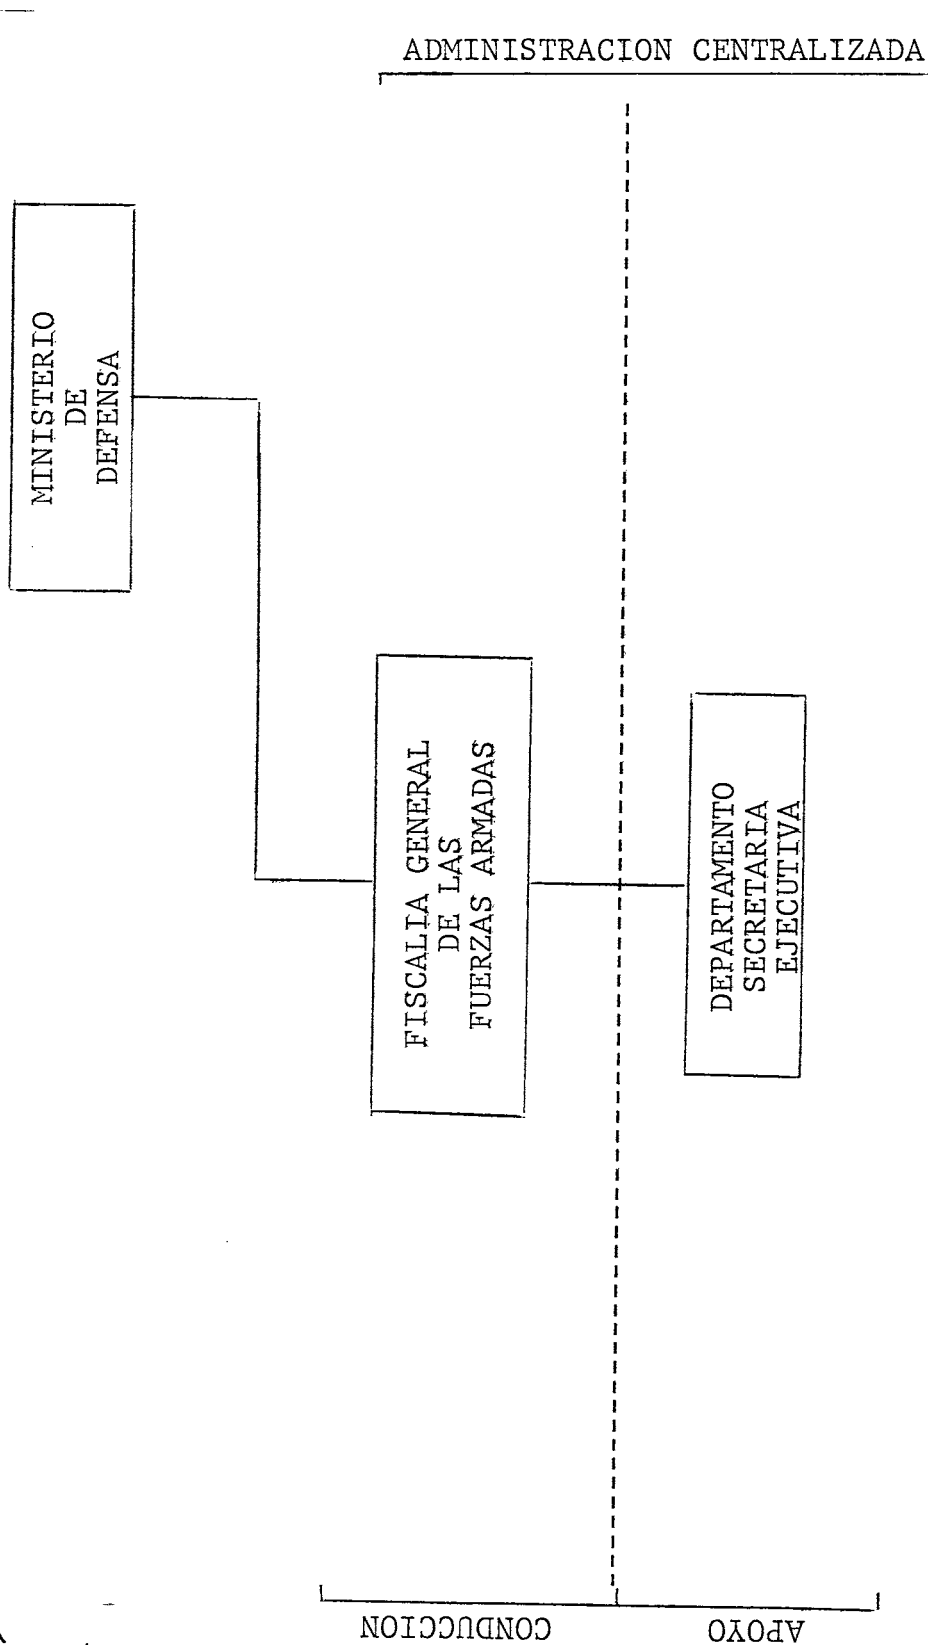 ADMINISTRACION CENTRALIZADA
MINISTERIO
DE
DEFENSA
FISCALIA GENERAL
DE LAS
FUERZAS ARMADAS
DEPARTAMENTO
SECRETARIA
EJECUTIVA
CONDUCCION
APOYO